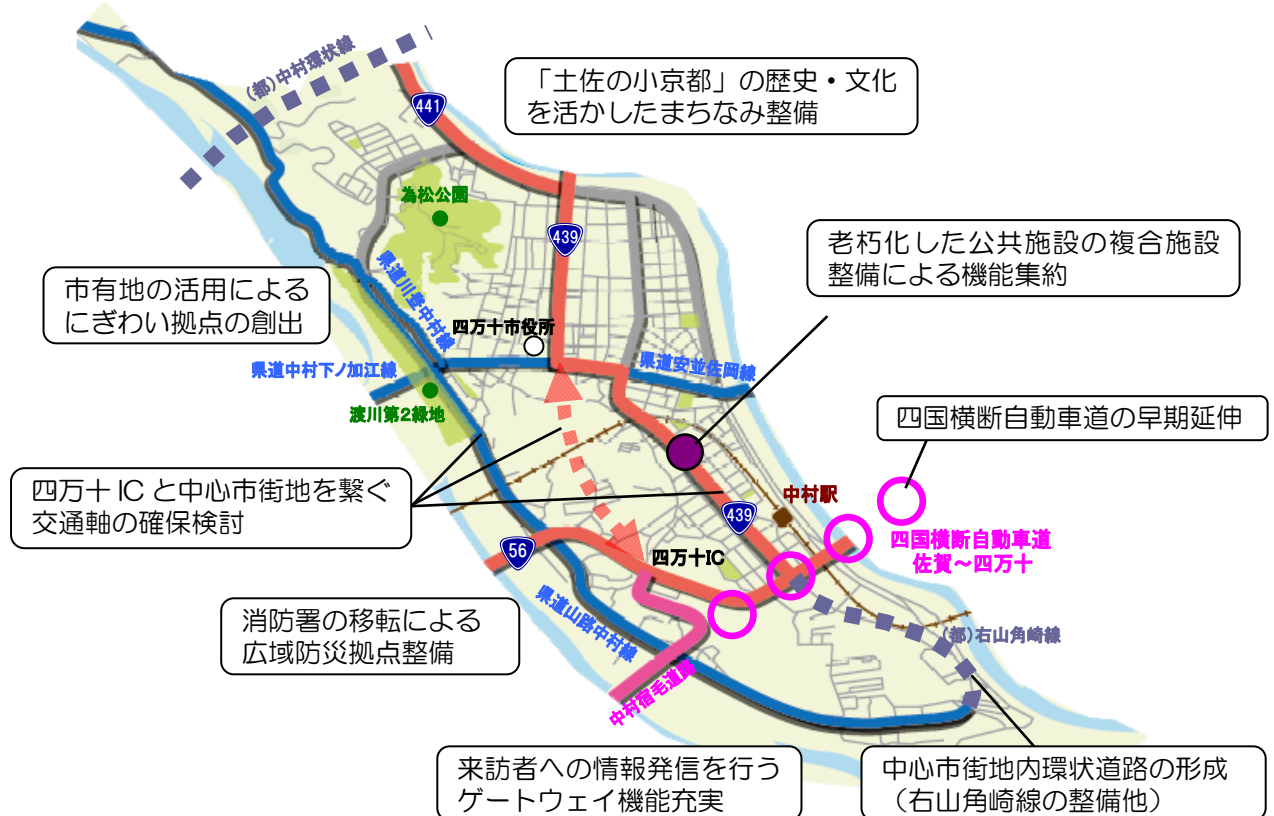 (都)中村環状線
441
「土佐の小京都」の歴史・文化
を活かしたまちなみ整備
為松公園
439
老朽化した公共施設の複合施設
整備による機能集約
市有地の活用による
にぎわい拠点の創出
県道川登中村線
四万十市役所
県道中村下ノ加江線
県道安並佐岡線
渡川第2緑地
四国横断自動車道の早期延伸
四万十 IC と中心市街地を繋ぐ
交通軸の確保検討
439
中村駅
四国横断自動車道
佐賀～四万十
56
四万十IC
消防署の移転による
広域防災拠点整備
県道山路中村線
(都)右山角崎線
中村宿毛道路
来訪者への情報発信を行う
ゲートウェイ機能充実
中心市街地内環状道路の形成
（右山角崎線の整備他）